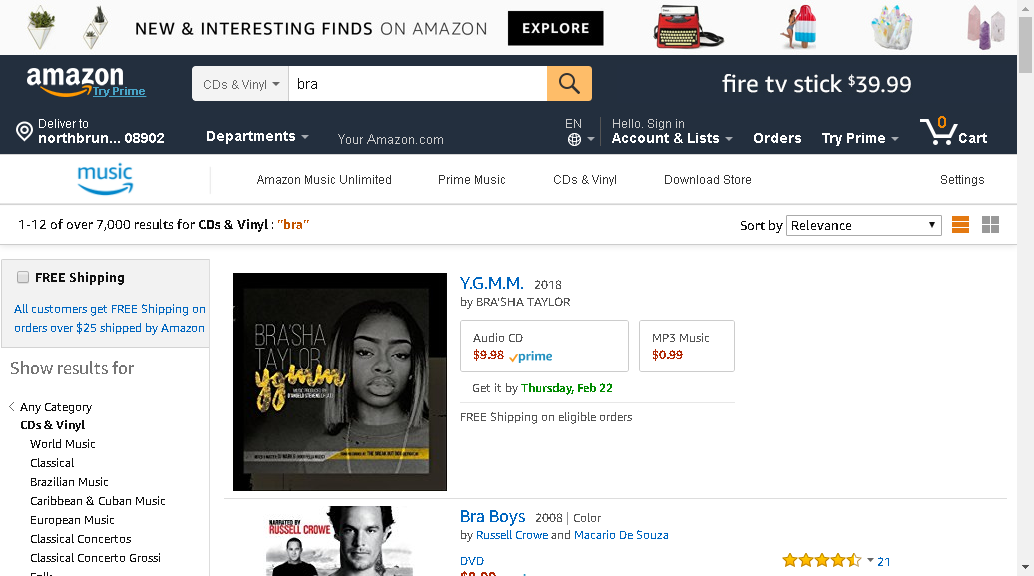 NEW & INTERESTING FINDS ON AMAZON EXPLORE
amazon
Try Prime
CDs & Vinyl bra
fire tv stick $39.99
Deliver to
northbrun... 08902
Departments
Your Amazon.com
EN
Hello. Sign in
Account & Lists
Orders
Try Prime
0
Cart
music
Amazon Music Unlimited
Prime Music
CDs & Vinyl
Download Store
Settings
1-12 of over 7,000 results for CDs & Vinyl : "bra"
Sort by Relevance
FREE Shipping
All customers get FREE Shipping on
orders over $25 shipped by Amazon
Show results for
Any Category
CDs & Vinyl
World Music
Classical
Brazilian Music
Caribbean & Cuban Music
European Music
Classical Concertos
Classical Concerto Grossi
Folk
BRA'SHA
TAYLOR
ygmm
Y.G.M.M. 2018
by BRA'SHA TAYLOR
Audio CD
$9.98 prime
MP3 Music
$0.99
Get it by Thursday, Feb 22
FREE Shipping on eligible orders
NARRATED BY
RUSSELL CROWE
Bra Boys 2008 | Color
by Russell Crowe and Macario De Souza
DVD
21